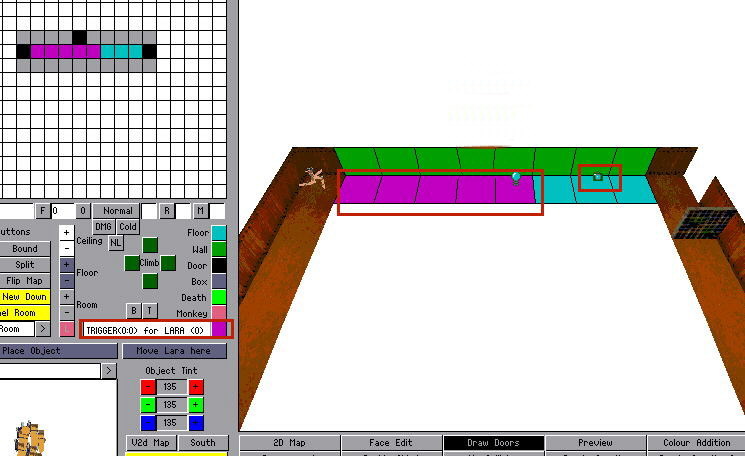 F 0 0 Normal R M
uttons + DMG Cold Floor
Bound - Ceiling NL Wall
Split + Climb Door
Flip Map - Floor Box
New Down + Death
el Room - Room B T Monkey
Room > L TRIGGER(0:0) for LARA (0)
Place Object Move Lara here
> Object Tint
- 135 +
- 135 +
- 135 +
V2d Map South
2D Map Face Edit Draw Doors Preview Colour Addition